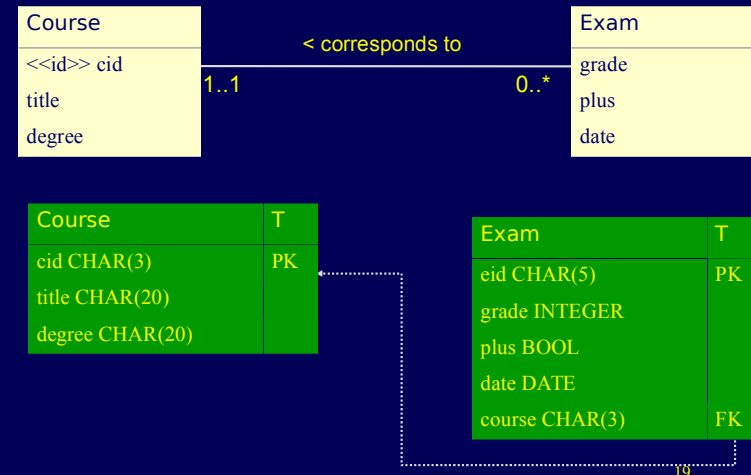 Course
<<id>> cid
title
degree
< corresponds to
1..1
0..*
Exam
grade
plus
date
Course T
cid CHAR(3) PK
title CHAR(20)
degree CHAR(20)
Exam T
eid CHAR(5) PK
grade INTEGER
plus BOOL
date DATE
course CHAR(3) FK
19